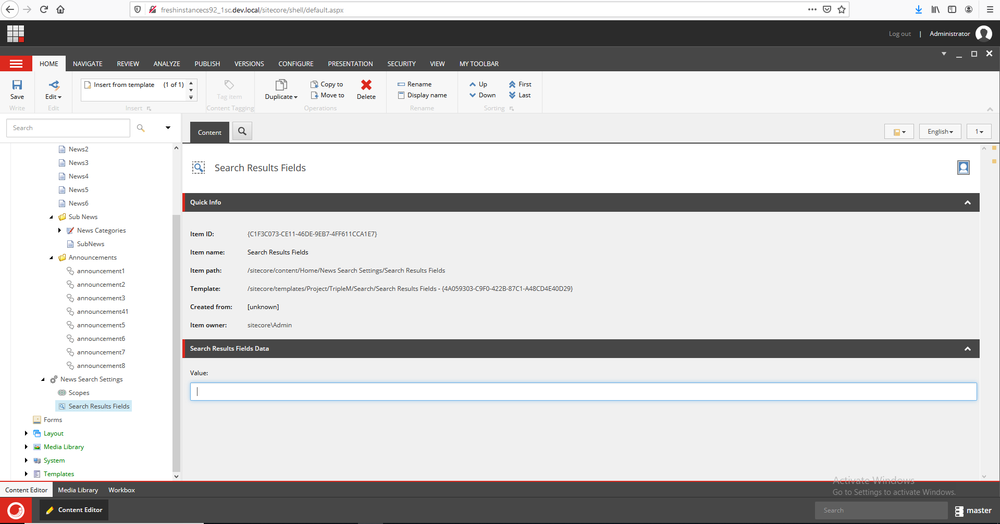 freshinstancecs92_1sc.dev.local/sitecore/shell/default.aspx
Log out | Administrator
HOME NAVIGATE REVIEW ANALYZE PUBLISH VERSIONS CONFIGURE PRESENTATION SECURITY VIEW MY TOOLBAR
Insert from template (1 of 1) Copy to Rename Up First
Save Edit Tag item Duplicate Move to Delete Display name Down Last
Write Edit Insert Content Tagging Operations Rename Sorting
Search
Content
English
1
News2
News3
News4
News5
News6
Sub News
News Categories
SubNews
Announcements
announcement1
announcement2
announcement3
announcement41
announcement5
announcement6
announcement7
announcement8
News Search Settings
Scopes
Search Results Fields
Forms
Layout
Media Library
System
Templates
Search Results Fields
Quick Info
Item ID: {C1F3C073-CE11-46DE-9EB7-4FF611CCA1E7}
Item name: Search Results Fields
Item path: /sitecore/content/Home/News Search Settings/Search Results Fields
Template: /sitecore/templates/Project/TripleM/Search/Search Results Fields - {4A059303-C9F0-422B-87C1-A48CD4E40D29}
Created from: [unknown]
Item owner: sitecore\Admin
Search Results Fields Data
Value:
Activate Windows
Go to Settings to activate Windows.
Content Editor Media Library Workbox
Content Editor
Search
master